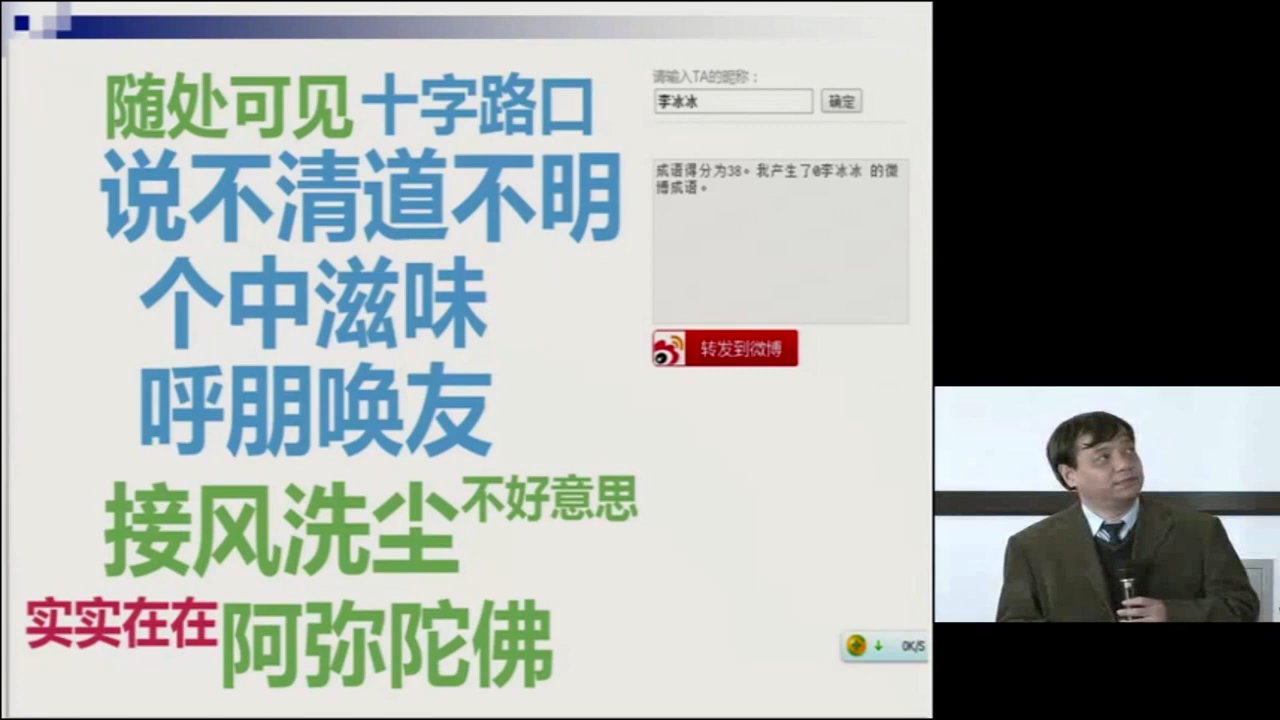 随处可见 十字路口
说不清道不明
个中滋味
呼朋唤友
接风洗尘 不好意思
实实在在 阿弥陀佛
请输入TA的昵称：
李冰冰 确定
成语得分为38。我产生了@李冰冰 的微
博成语。
转发到微博
0K/S